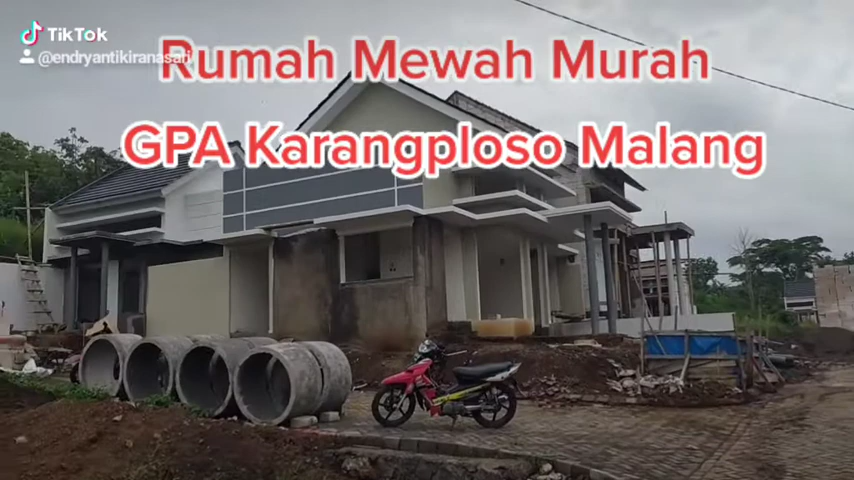 TikTok
@endryantikiranasari
Rumah Mewah Murah
GPA Karangploso Malang